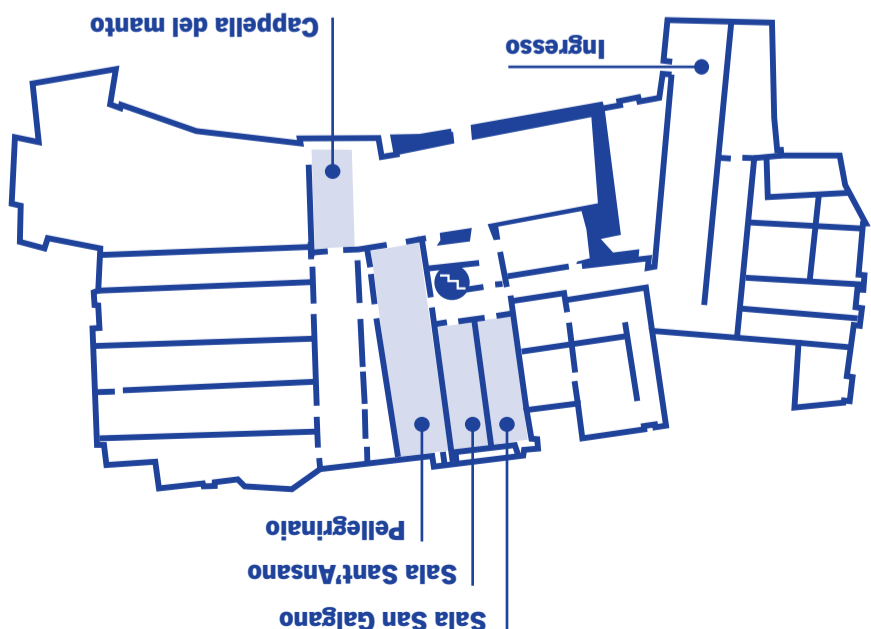 Sala San Galgano
Sala Sant'Ansano
Pellegrinaio
Ingresso
Cappella del manto